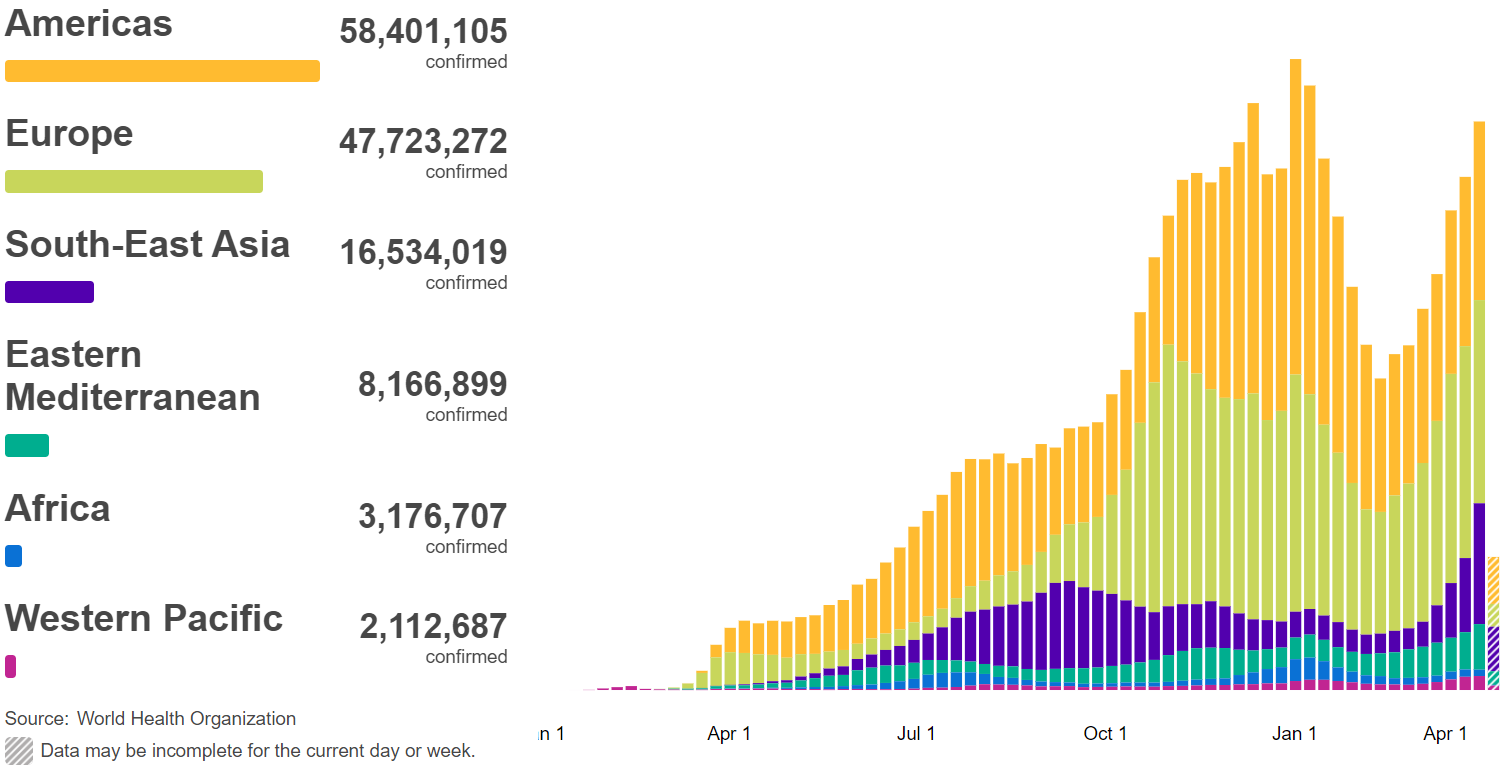 Americas
58,401,105
confirmed
Europe
47,723,272
confirmed
South-East Asia
16,534,019
confirmed
Eastern
Mediterranean
8,166,899
confirmed
Africa
3,176,707
confirmed
Western Pacific
2,112,687
confirmed
Source: World Health Organization
Data may be incomplete for the current day or week.
n 1 Apr 1 Jul 1 Oct 1 Jan 1 Apr 1